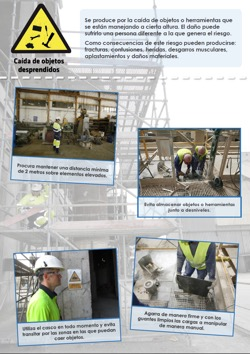 Se produce por la caída de objetos o herramientas que
se están manejando a cierta altura. El daño puede
sufrirlo una persona diferente a la que genera el riesgo.
Como consecuencias de este riesgo pueden producirse:
fracturas, contusiones, heridas, desgarros musculares,
aplastamientos y daños materiales.
Caída de objetos
desprendidos
Procura mantener una distancia mínima
de 2 metros sobre elementos elevados.
Evita almacenar objetos o herramientas
junto a desniveles.
Utiliza el casco en todo momento y evita
transitar por las zonas en las que puedan
caer objetos.
Agarra de manera firme y con los
guantes limpios las cargas a manipular
de manera manual.